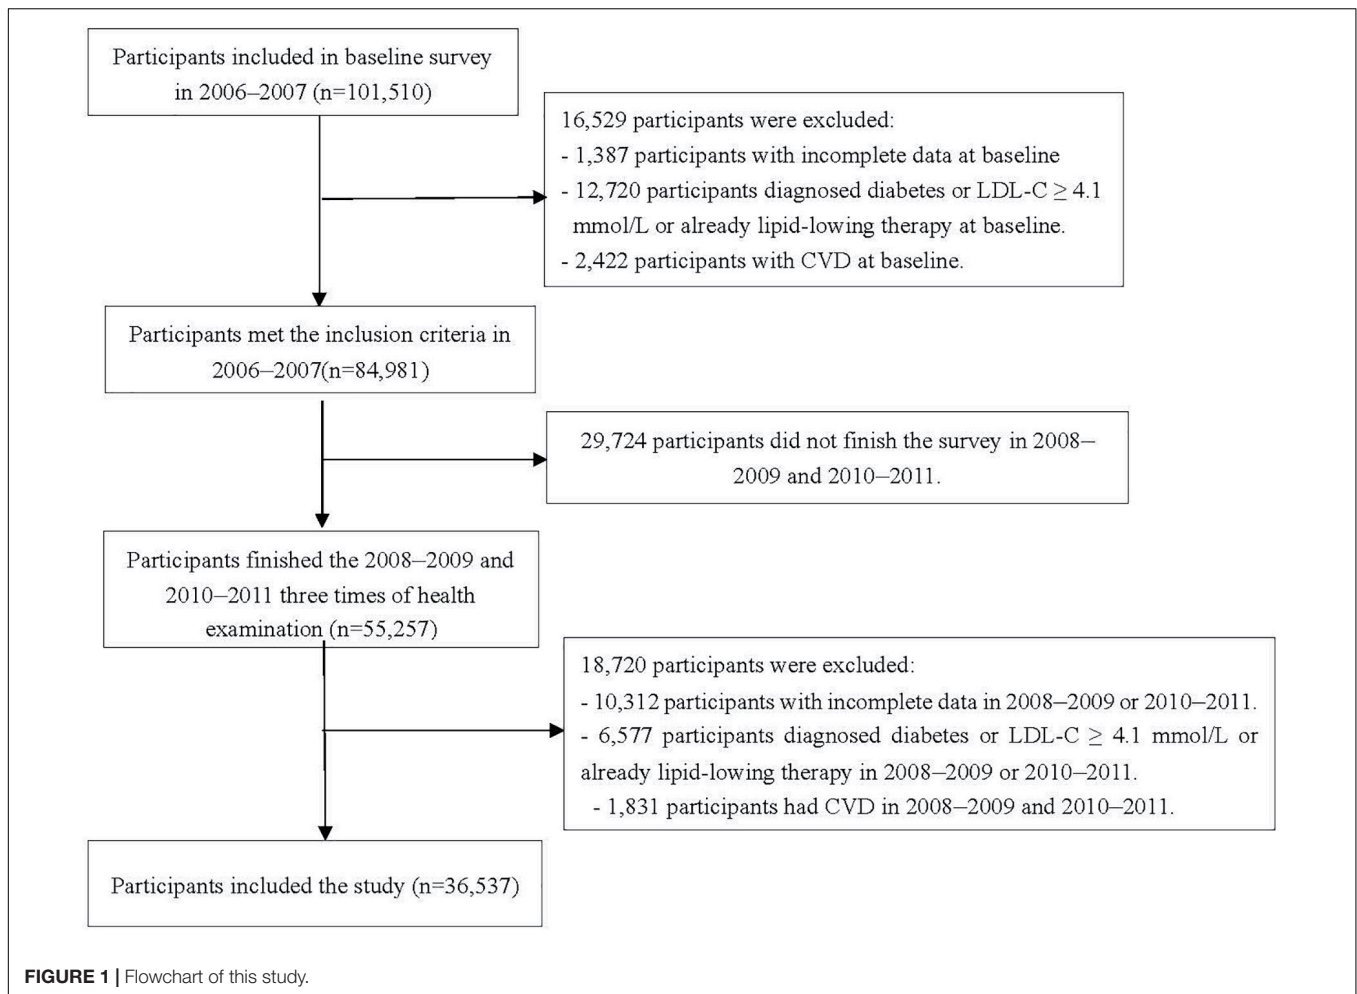 Participants included in baseline survey
in 2006–2007 (n=101,510)
16,529 participants were excluded:
- 1,387 participants with incomplete data at baseline
- 12,720 participants diagnosed diabetes or LDL-C ≥ 4.1
mmol/L or already lipid-lowing therapy at baseline.
- 2,422 participants with CVD at baseline.
Participants met the inclusion criteria in
2006–2007(n=84,981)
29,724 participants did not finish the survey in 2008–
2009 and 2010–2011.
Participants finished the 2008–2009 and
2010–2011 three times of health
examination (n=55,257)
18,720 participants were excluded:
- 10,312 participants with incomplete data in 2008–2009 or 2010–2011.
- 6,577 participants diagnosed diabetes or LDL-C ≥ 4.1 mmol/L or
already lipid-lowing therapy in 2008–2009 or 2010–2011.
- 1,831 participants had CVD in 2008–2009 and 2010–2011.
Participants included the study (n=36,537)
FIGURE 1 | Flowchart of this study.